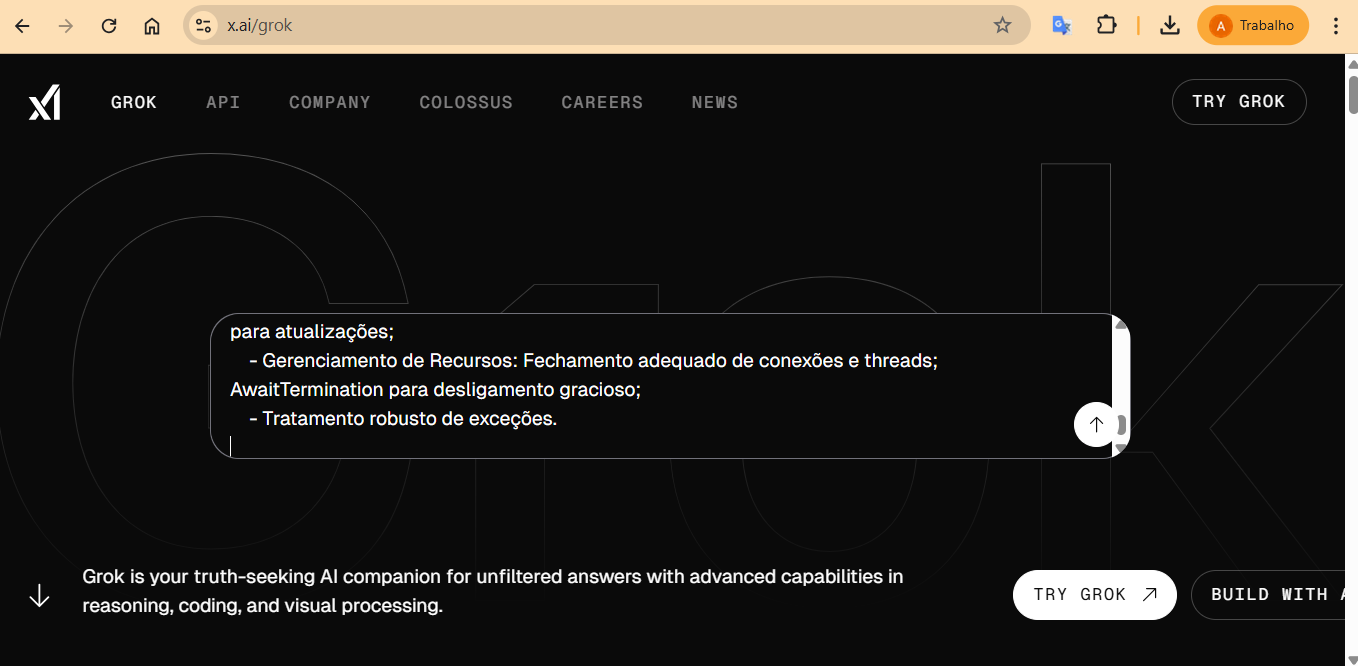 x.ai/grok
A Trabalho
xI
GROK API COMPANY COLOSSUS CAREERS NEWS
TRY GROK
Grok
para atualizações;
- Gerenciamento de Recursos: Fechamento adequado de conexões e threads;
AwaitTermination para desligamento gracioso;
- Tratamento robusto de exceções.
Grok is your truth-seeking AI companion for unfiltered answers with advanced capabilities in
reasoning, coding, and visual processing.
TRY GROK
BUILD WITH A